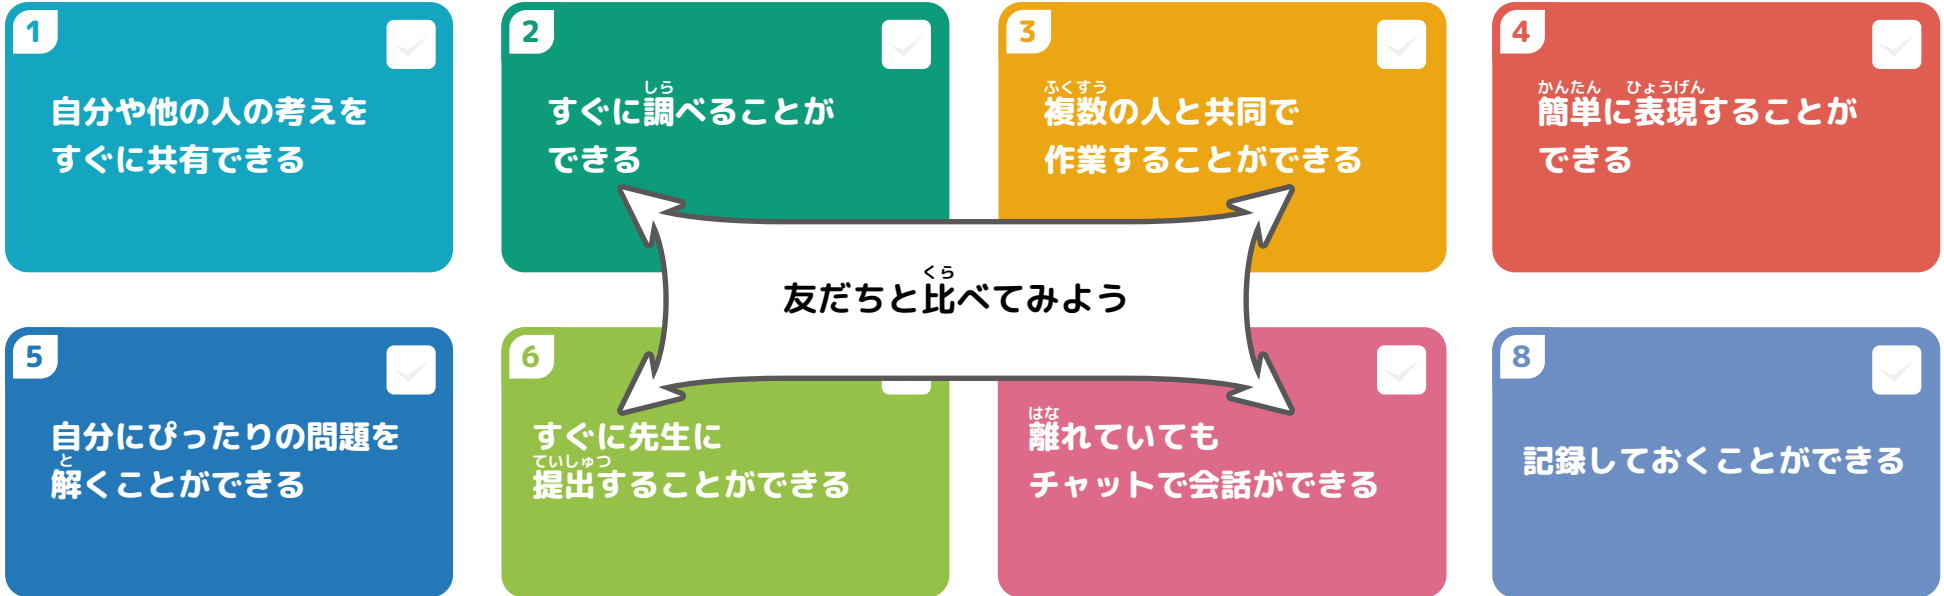 1
自分や他の人の考えを
すぐに共有できる
2
すぐに調べることが
しら
できる
3
複数の人と共同で
ふくすう
作業することができる
4
簡単に表現することが
かんたん ひょうげん
できる
友だちと比べてみよう
くら
5
自分にぴったりの問題を
解くことができる
と
6
すぐに先生に
提出することができる
ていしゅつ
離れていても
はな
チャットで会話ができる
8
記録しておくことができる